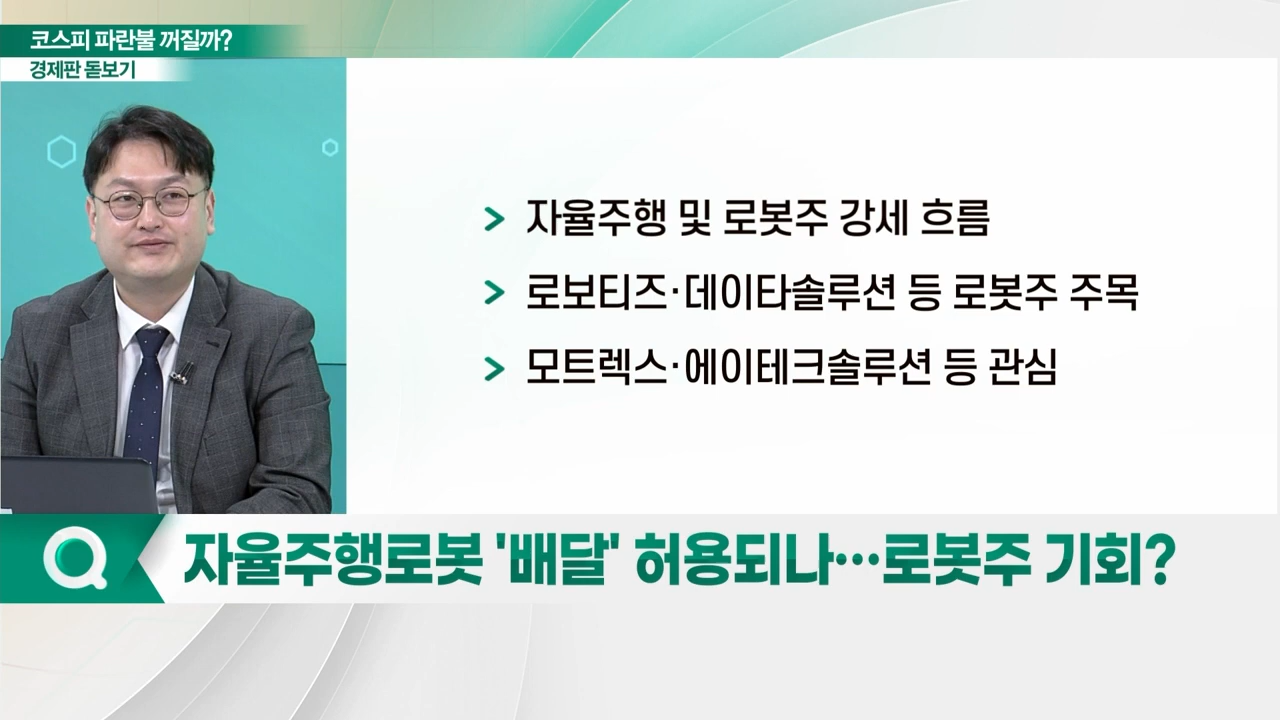 코스피 파란불 꺼질까?
경제판 돋보기
> 자율주행 및 로봇주 강세 흐름
> 로보티즈·데이타솔루션 등 로봇주 주목
> 모트렉스·에이테크솔루션 등 관심
Q 자율주행로봇 '배달' 허용되나…로봇주 기회?